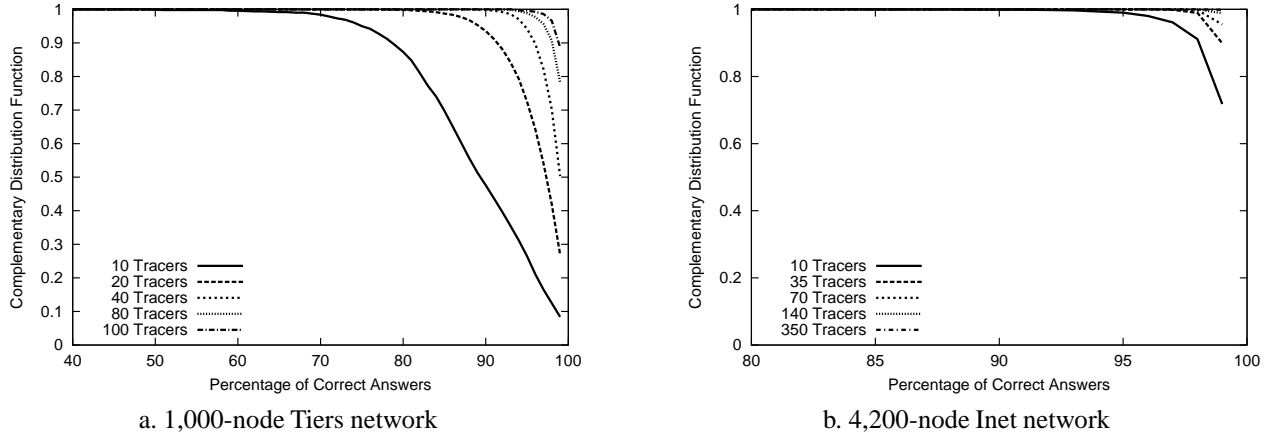 Complementary Distribution Function
1
0.9
0.8
0.7
0.6
0.5
0.4
0.3
0.2
0.1
0
10 Tracers
20 Tracers
40 Tracers
80 Tracers
100 Tracers
40 50 60 70 80 90 100
Percentage of Correct Answers
a. 1,000-node Tiers network
Complementary Distribution Function
1
0.8
0.6
0.4
0.2
0
10 Tracers
35 Tracers
70 Tracers
140 Tracers
350 Tracers
80 85 90 95 100
Percentage of Correct Answers
b. 4,200-node Inet network